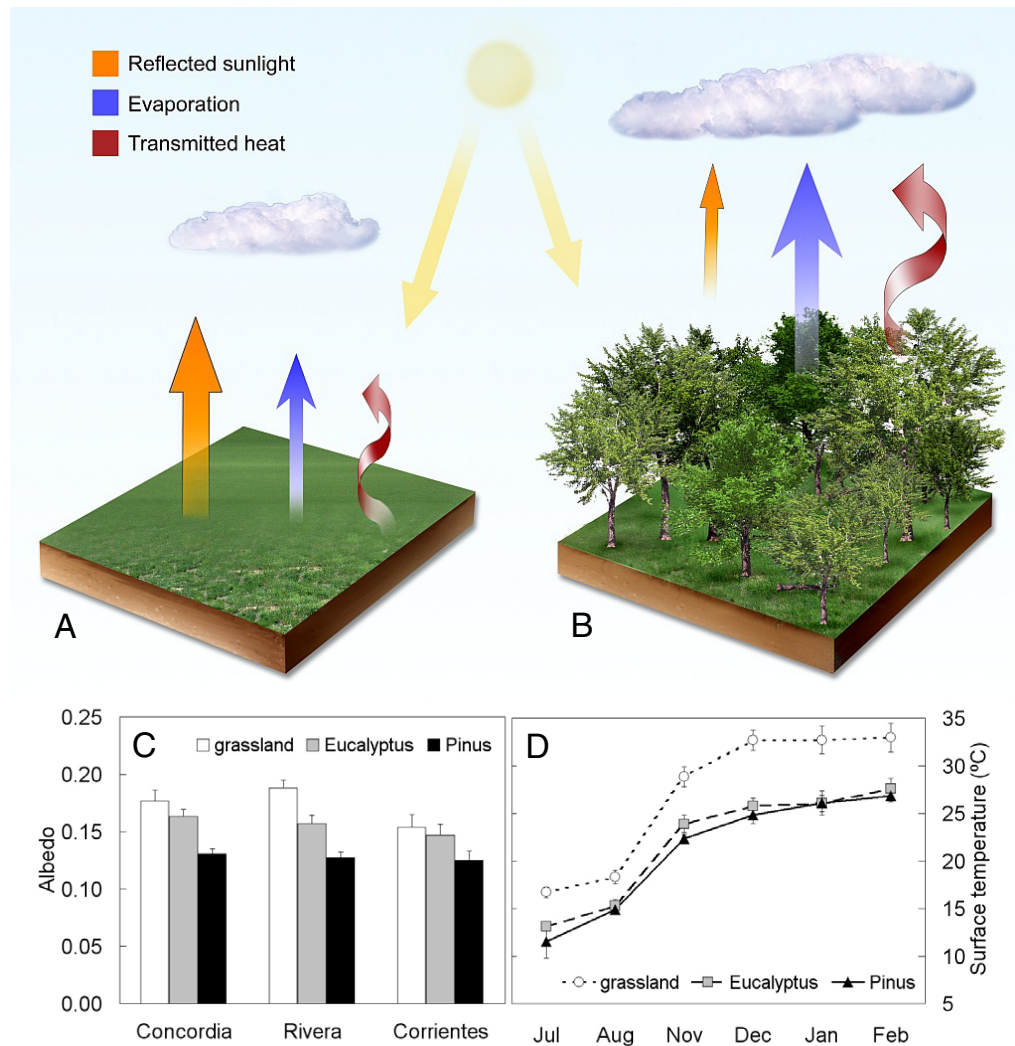 Reflected sunlight
Evaporation
Transmitted heat
A
B
C
grassland Eucalyptus Pinus
0.25
0.20
0.15
0.10
0.05
0.00
Albedo
Concordia Rivera Corrientes
D
35
30
25
20
15
10
5
Surface temperature (ºC)
grassland Eucalyptus Pinus
Jul Aug Nov Dec Jan Feb